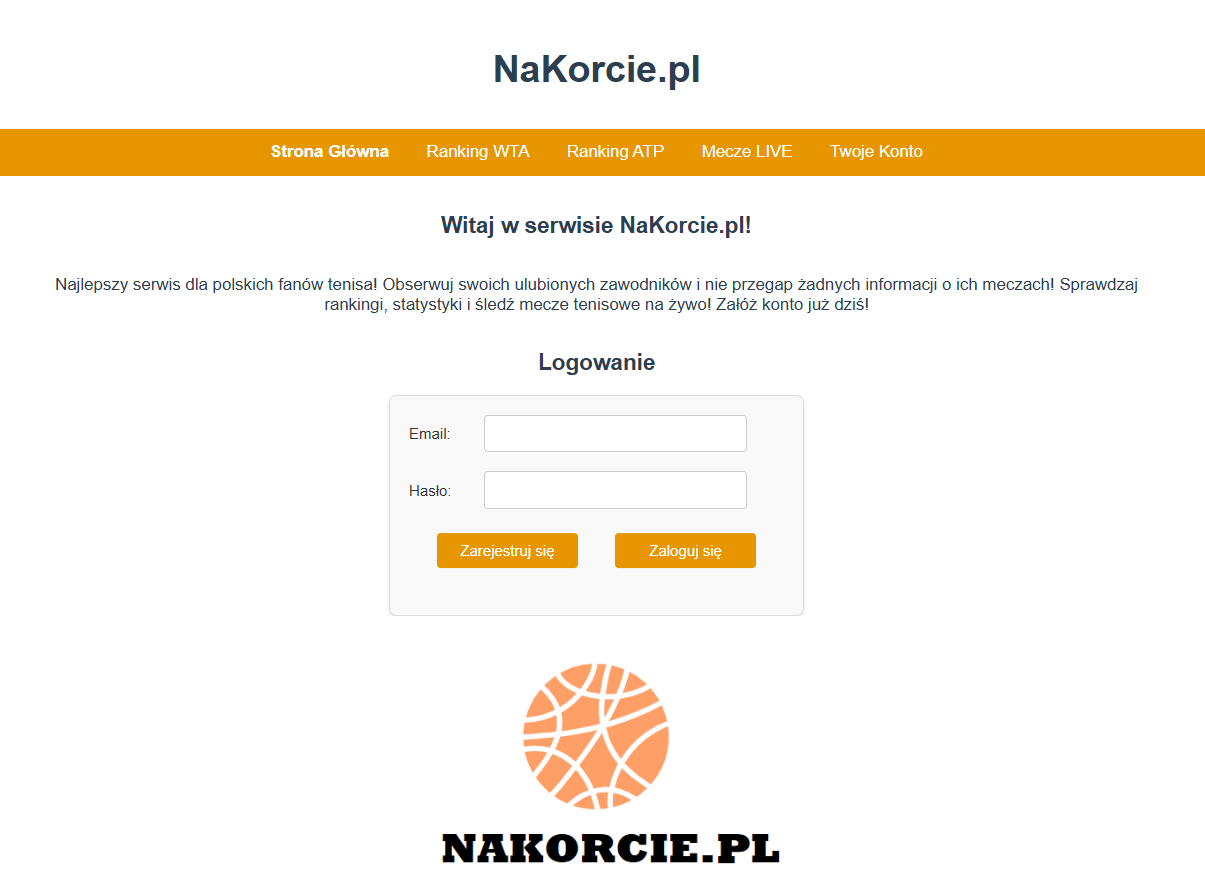 NaKorcie.pl
Strona Główna Ranking WTA Ranking ATP Mecze LIVE Twoje Konto
Witaj w serwisie NaKorcie.pl!
Najlepszy serwis dla polskich fanów tenisa! Obserwuj swoich ulubionych zawodników i nie przegap żadnych informacji o ich meczach! Sprawdzaj
rankingi, statystyki i śledź mecze tenisowe na żywo! Załóż konto już dziś!
Logowanie
Email:
Hasło:
Zarejestruj się Zaloguj się
NAKORCIE.PL